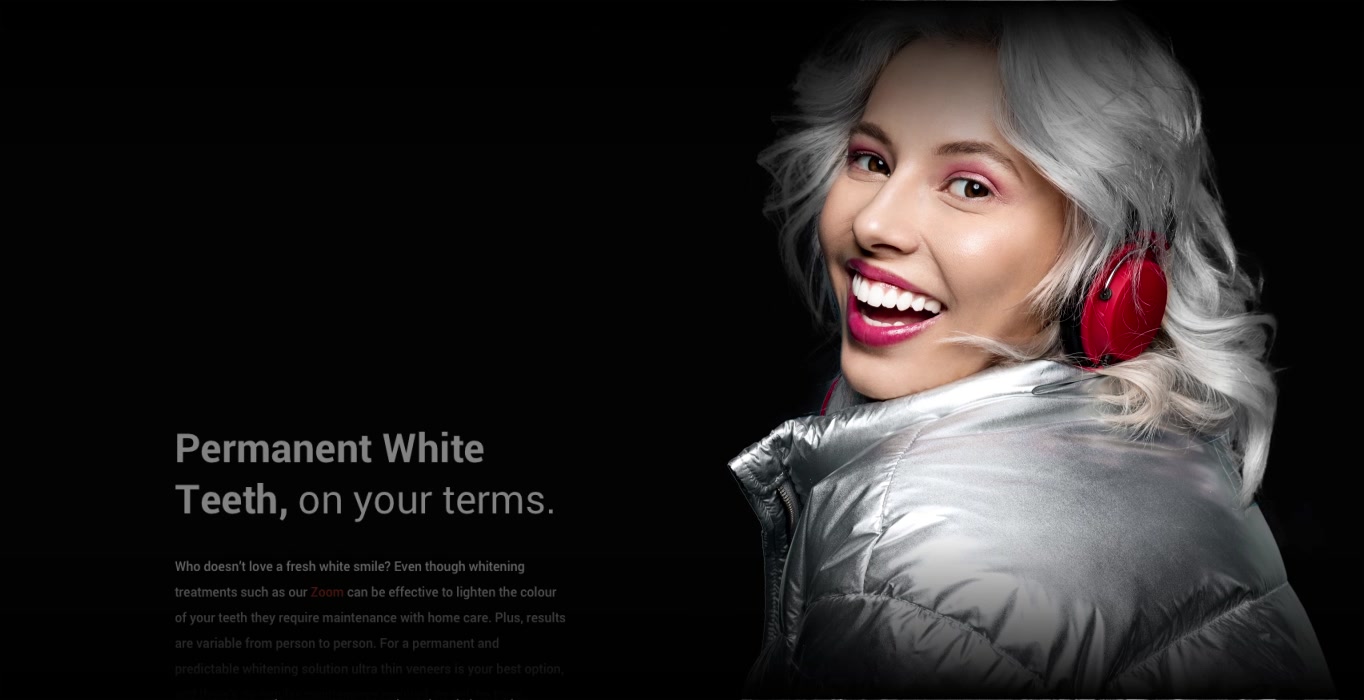 Permanent White
Teeth, on your terms.
Who doesn't love a fresh white smile? Even though whitening
treatments such as our Zoom can be effective to lighten the colour
of your teeth they require maintenance with home care. Plus, results
are variable from person to person. For a permanent and
predictable whitening solution ultra thin veneers is your best option,